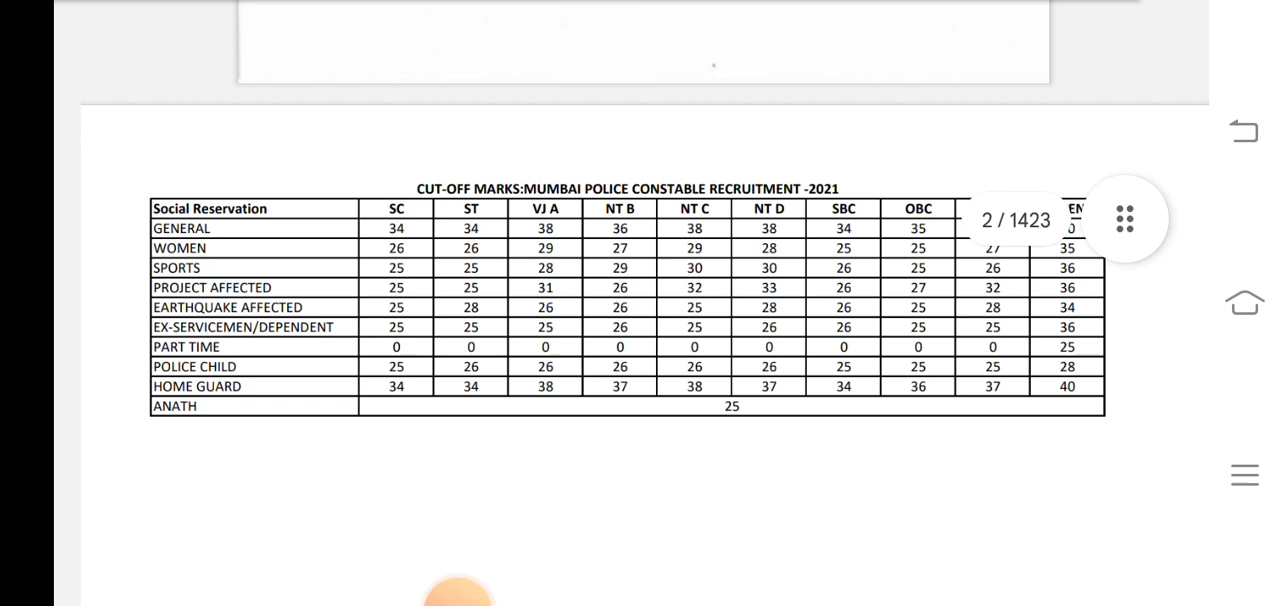 CUT-OFF MARKS:MUMBAI POLICE CONSTABLE RECRUITMENT -2021
Social Reservation SC ST VJ A NT B NT C NT D SBC OBC
GENERAL 34 34 38 36 38 38 34 35
2 / 1423
WOMEN 26 26 29 27 29 28 25 25 27 35
SPORTS 25 25 28 29 30 30 26 25 26 36
PROJECT AFFECTED 25 25 31 26 32 33 26 27 32 36
EARTHQUAKE AFFECTED 25 28 26 26 25 28 26 25 28 34
EX-SERVICEMEN/DEPENDENT 25 25 25 26 25 26 26 25 25 36
PART TIME 0 0 0 0 0 0 0 0 0 25
POLICE CHILD 25 26 26 26 26 26 25 25 25 28
HOME GUARD 34 34 38 37 38 37 34 36 37 40
ANATH 25